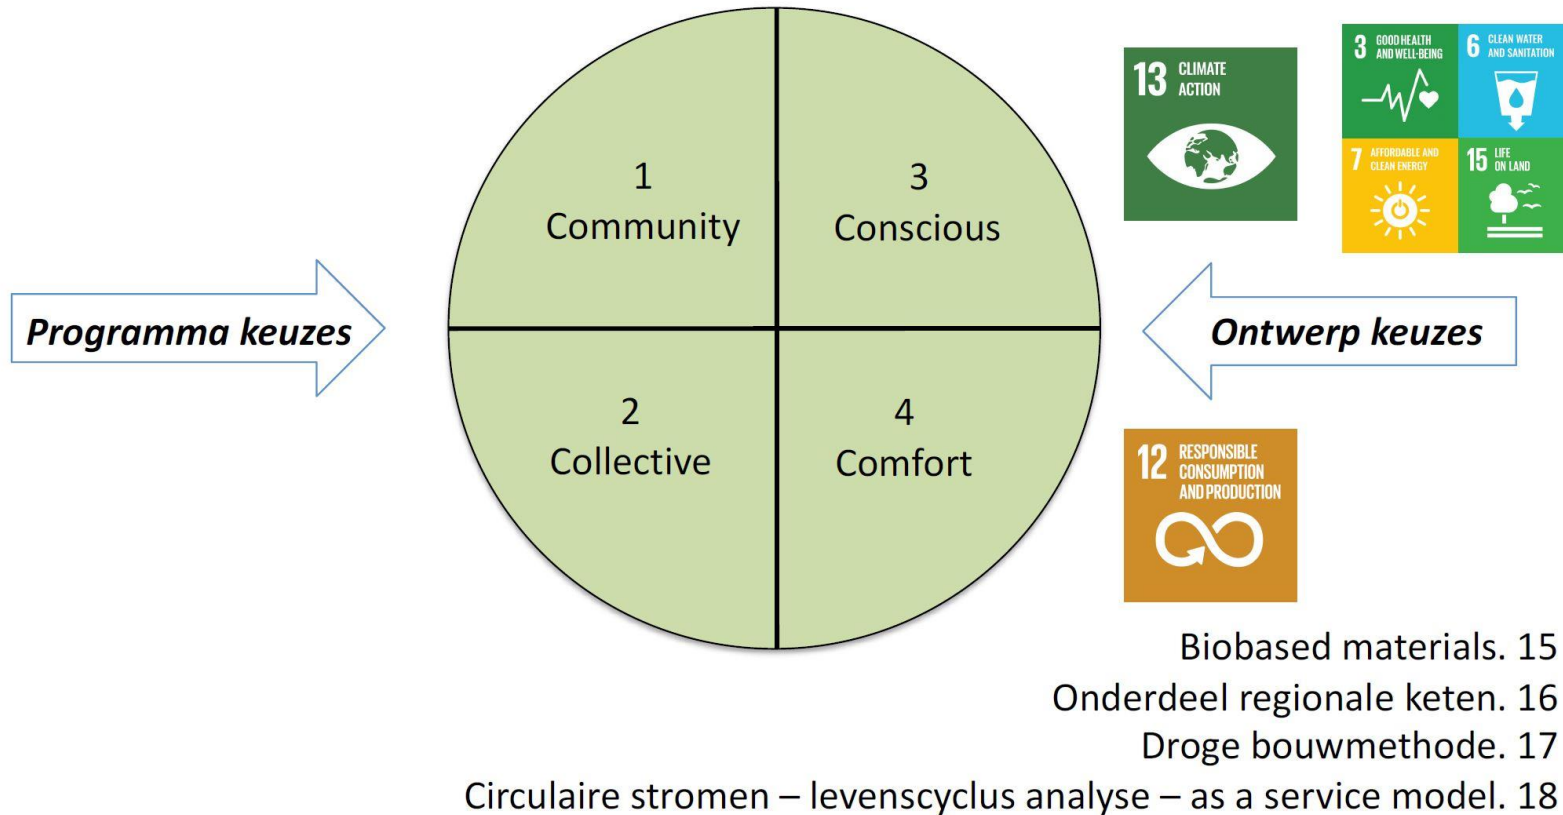 13 CLIMATE
ACTION
3 GOOD HEALTH
AND WELL-BEING
6 CLEAN WATER
AND SANITATION
7 AFFORDABLE AND
CLEAN ENERGY
15 LIFE
ON LAND
1
Community
3
Conscious
Programma keuzes
Ontwerp keuzes
2
Collective
4
Comfort
12 RESPONSIBLE
CONSUMPTION
AND PRODUCTION
Biobased materials. 15
Onderdeel regionale keten. 16
Droge bouwmethode. 17
Circulaire stromen – levenscyclus analyse – as a service model. 18